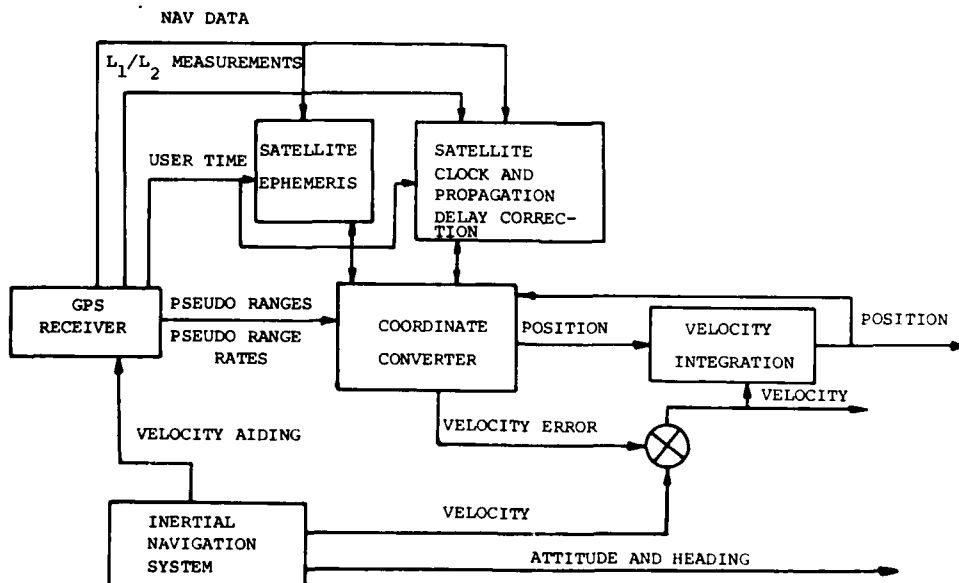 NAV DATA
L1/L2 MEASUREMENTS
USER TIME
SATELLITE
EPHEMERIS
SATELLITE
CLOCK AND
PROPAGATION
DELAY CORREC-
TION
GPS
RECEIVER
PSEUDO RANGES
PSEUDO RANGE
RATES
COORDINATE
CONVERTER
POSITION
VELOCITY
INTEGRATION
POSITION
VELOCITY
VELOCITY ERROR
VELOCITY AIDING
INERTIAL
NAVIGATION
SYSTEM
VELOCITY
ATTITUDE AND HEADING